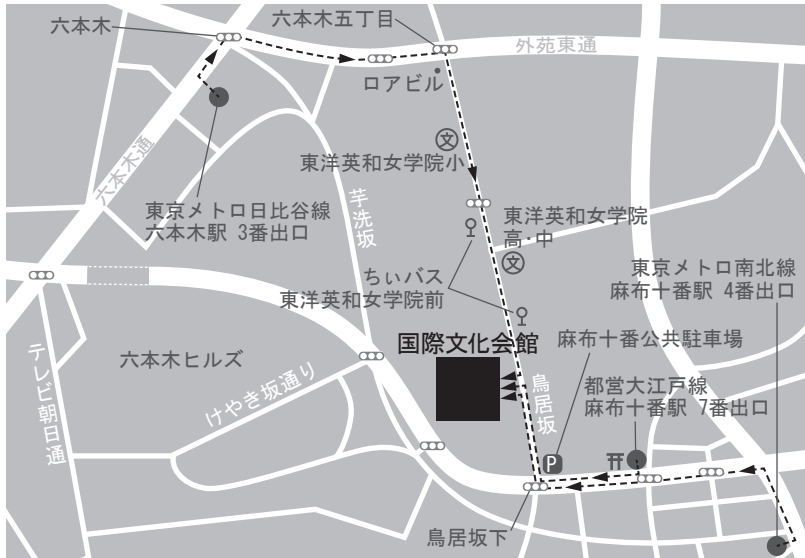 六本木
六本木五丁目
外苑東通
ロアビル
文
東洋英和女学院小
六本木通
東京メトロ日比谷線
六本木駅 3番出口
芋洗坂
東洋英和女学院
高・中
文
ちぃバス
東洋英和女学院前
東京メトロ南北線
麻布十番駅 4番出口
国際文化会館
麻布十番公共駐車場
六本木ヒルズ
けやき坂通り
テレビ朝日通
鳥居坂
都営大江戸線
麻布十番駅 7番出口
P
鳥居坂下